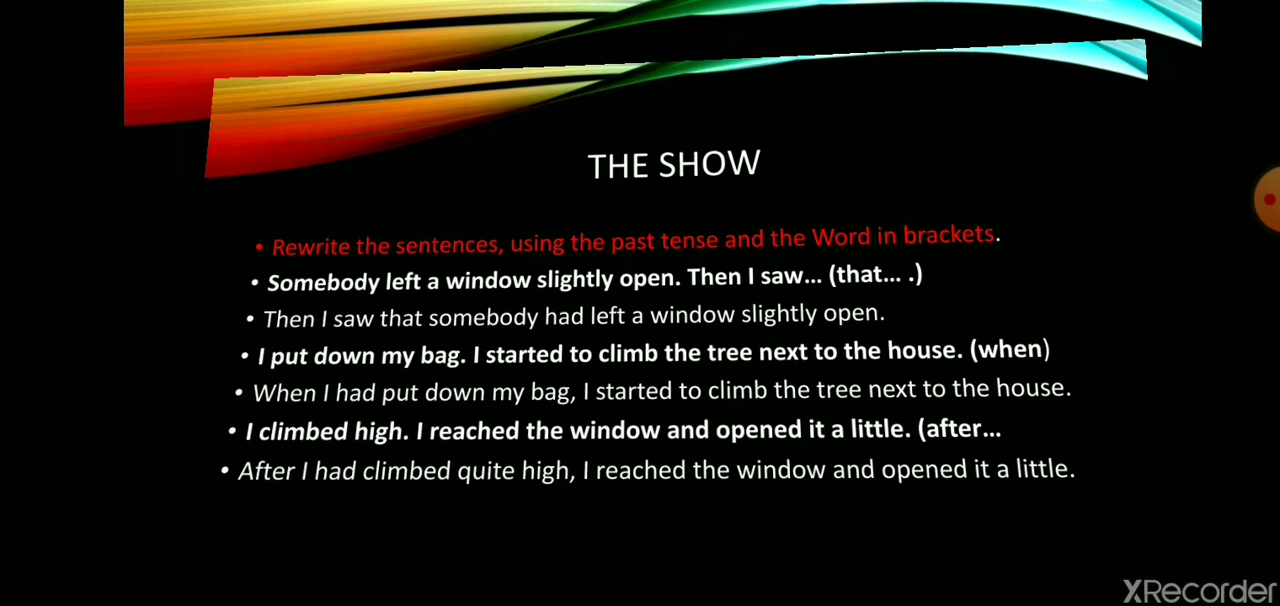 THE SHOW
• Rewrite the sentences, using the past tense and the Word in brackets.
• Somebody left a window slightly open. Then I saw... (that... .)
• Then I saw that somebody had left a window slightly open.
• I put down my bag. I started to climb the tree next to the house. (when)
• When I had put down my bag, I started to climb the tree next to the house.
• I climbed high. I reached the window and opened it a little. (after...
• After I had climbed quite high, I reached the window and opened it a little.
XRecorder